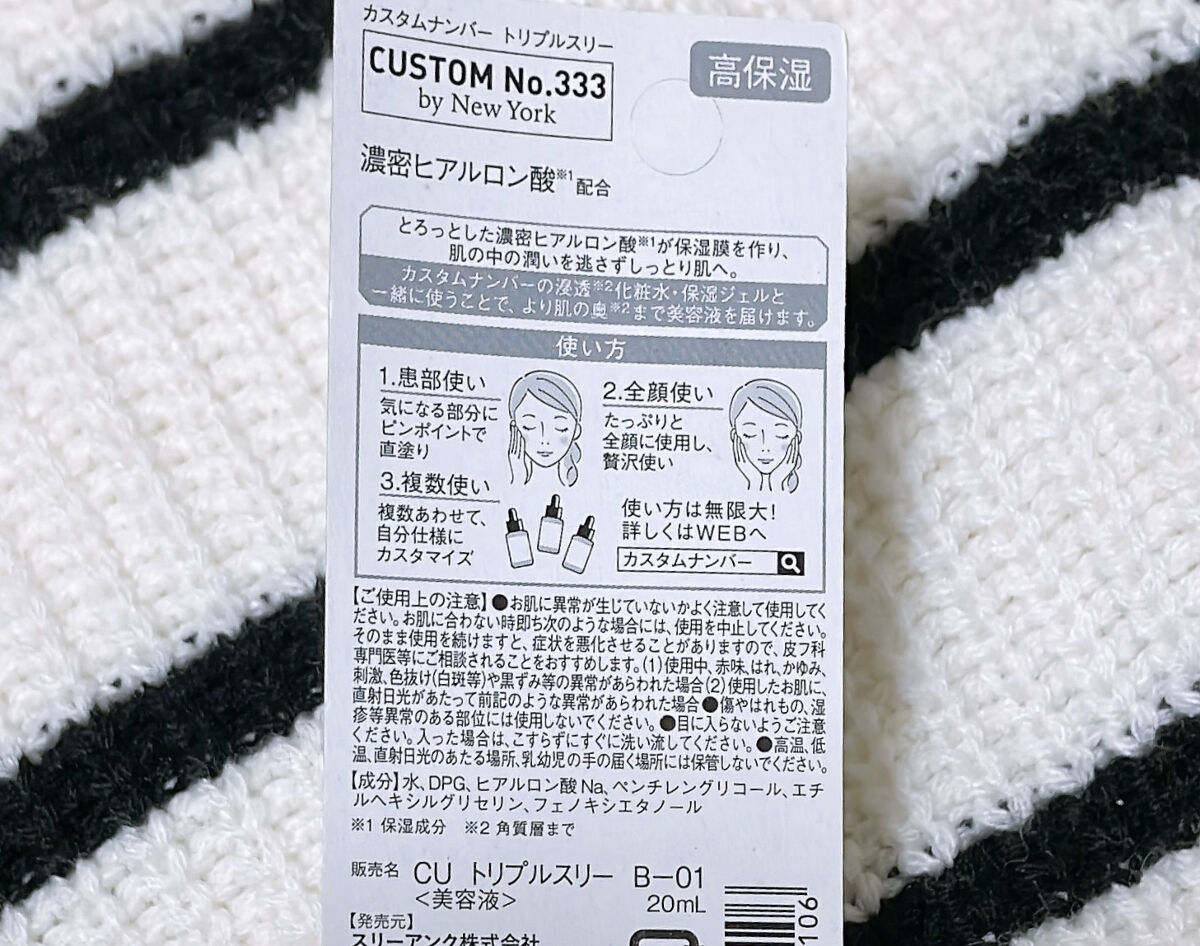 カスタムナンバー トリプルスリー
CUSTOM No.333
by New York
高保湿
濃密ヒアルロン酸※1配合
とろっとした濃密ヒアルロン酸※1が保湿膜を作り、
肌の中の潤いを逃さずしっとり肌へ。
カスタムナンバーの浸透※2化粧水・保湿ジェルと
一緒に使うことで、より肌の奥※2まで美容液を届けます。
使い方
1.患部使い
気になる部分に
ピンポイントで
直塗り
2.全顔使い
たっぷりと
全顔に使用し、
贅沢使い
3.複数使い
複数あわせて、
自分仕様に
カスタマイズ
使い方は無限大!
詳しくはWEBへ
カスタムナンバー
【ご使用上の注意】●お肌に異常が生じていないかよく注意して使用してく
ださい。お肌に合わない時即ち次のような場合には、使用を中止してください。
そのまま使用を続けますと、症状を悪化させることがありますので、皮フ科
専門医等にご相談されることをおすすめします。(1)使用中、赤味、はれ、かゆみ、
刺激、色抜け(白斑等)や黒ずみ等の異常があらわれた場合(2)使用したお肌に、
直射日光があたって前記のような異常があらわれた場合●傷やはれもの、湿
疹等異常のある部位には使用しないでください。●目に入らないようご注意
ください。入った場合は、こすらずにすぐに洗い流してください。●高温、低
温、直射日光のあたる場所、乳幼児の手の届く場所には保管しないでください。
【成分】水、DPG、ヒアルロン酸Na、ペンチレングリコール、エチ
ルヘキシルグリセリン、フェノキシエタノール
※1 保湿成分 ※2 角質層まで
販売名 CU トリプルスリー B－01
<美容液> 20mL
【発売元】
スリーアンク株式会社
106